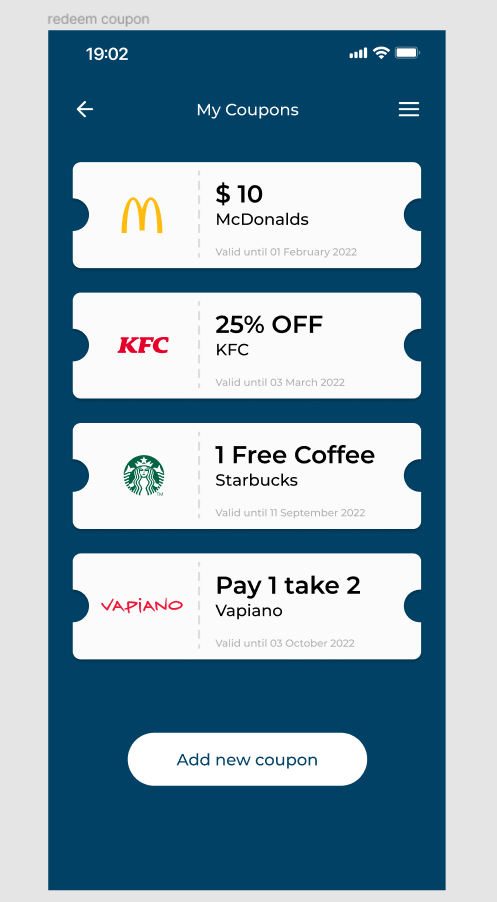 redeem coupon
19:02
My Coupons
$ 10
McDonalds
Valid until 01 February 2022
KFC
25% OFF
KFC
Valid until 03 March 2022
1 Free Coffee
Starbucks
Valid until 11 September 2022
TM
VAPIANO
Pay 1 take 2
Vapiano
Valid until 03 October 2022
Add new coupon